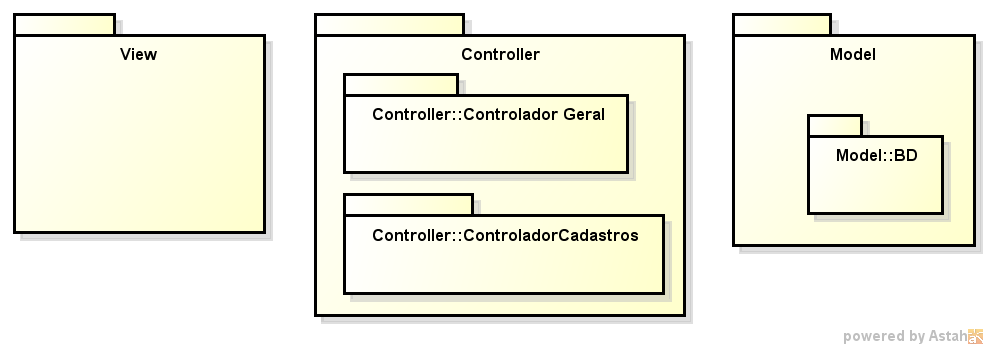 View
Controller
Controller::Controlador Geral
Controller::ControladorCadastros
Model
Model::BD
powered by Astah